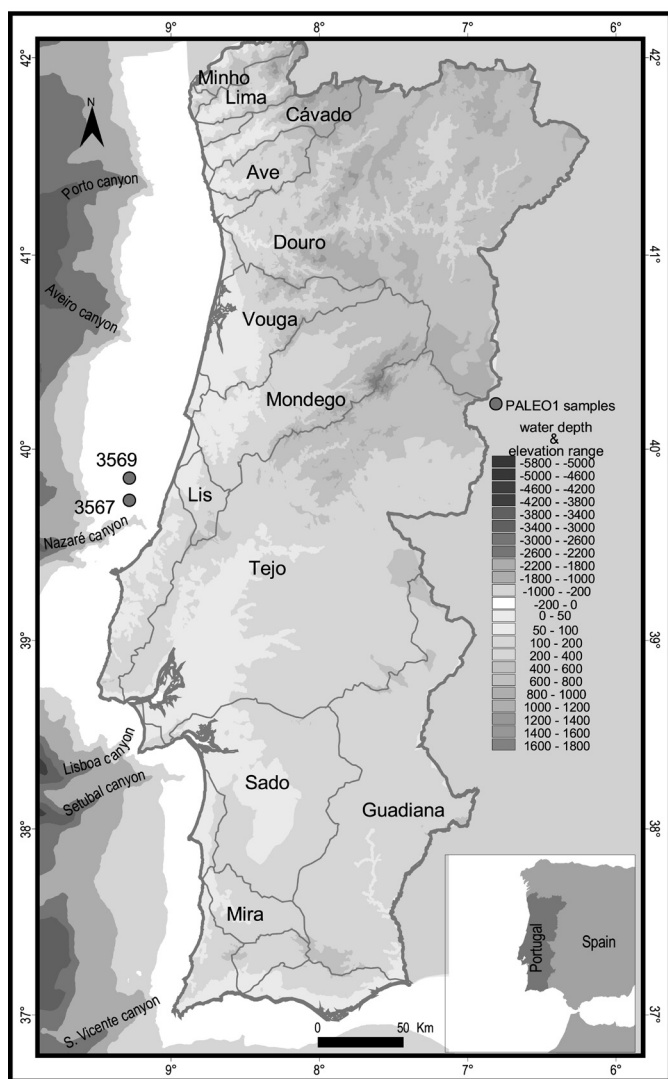 9°
8°
7°
6°
42°
42°
N
Minho
Lima
Cávado
Ave
Porto canyon
Douro
41°
41°
Aveiro canyon
Vouga
Mondego
PALEO1 samples
water depth
&
elevation range
40°
40°
3569
3567
Lis
Nazaré canyon
-5800 - -5000
-5000 - -4600
-4600 - -4200
-4200 - -3800
-3800 - -3400
-3400 - -3000
-3000 - -2600
-2600 - -2200
-2200 - -1800
-1800 - -1000
-1000 - -200
-200 - 0
0 - 50
50 - 100
100 - 200
200 - 400
400 - 600
600 - 800
800 - 1000
1000 - 1200
1200 - 1400
1400 - 1600
1600 - 1800
Tejo
39°
39°
Lisboa canyon
Setubal canyon
Sado
Guadiana
38°
38°
Mira
Portugal
Spain
37°
37°
S. Vicente canyon
0 50 Km
9°
8°
7°
6°